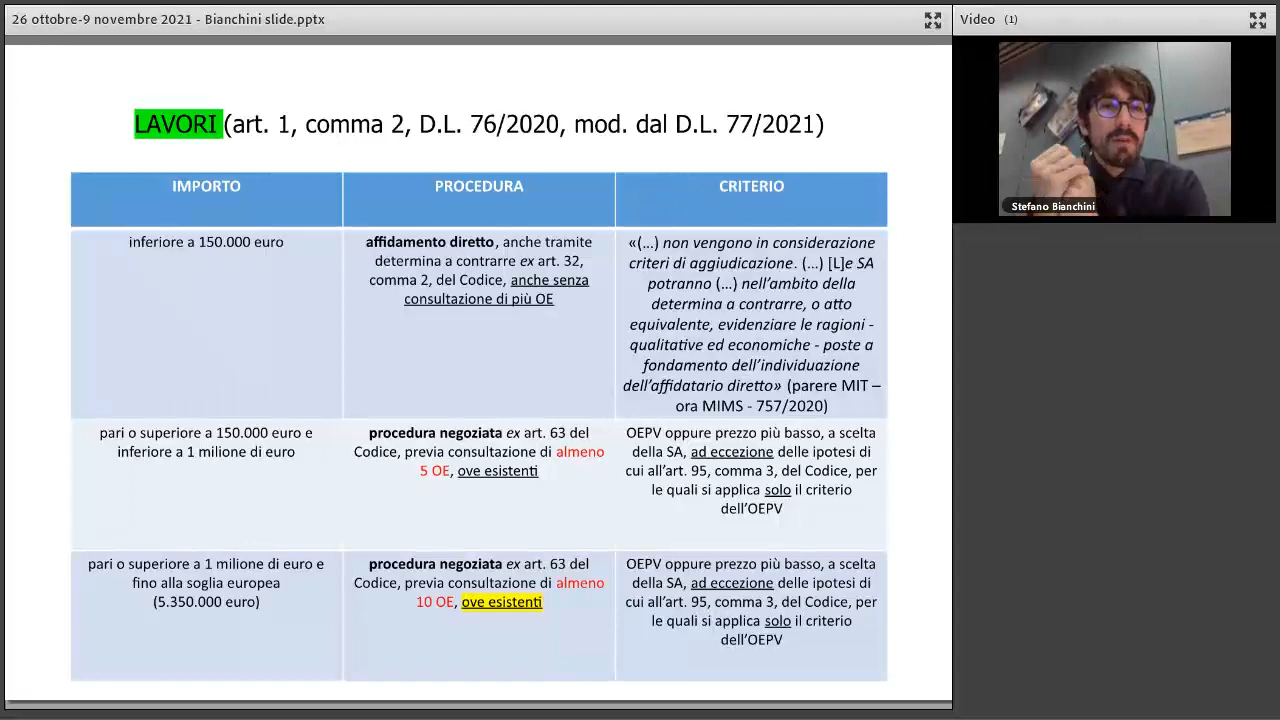 26 ottobre-9 novembre 2021 - Bianchini slide.pptx
Video (1)
Stefano Bianchini
LAVORI (art. 1, comma 2, D.L. 76/2020, mod. dal D.L. 77/2021)
IMPORTO
PROCEDURA
CRITERIO
inferiore a 150.000 euro
affidamento diretto, anche tramite
determina a contrarre ex art. 32,
comma 2, del Codice, anche senza
consultazione di più OE
«(...) non vengono in considerazione
criteri di aggiudicazione. (...) [L]e SA
potranno (...) nell'ambito della
determina a contrarre, o atto
equivalente, evidenziare le ragioni -
qualitative ed economiche - poste a
fondamento dell'individuazione
dell'affidatario diretto» (parere MIT –
ora MIMS - 757/2020)
pari o superiore a 150.000 euro e
inferiore a 1 milione di euro
procedura negoziata ex art. 63 del
Codice, previa consultazione di almeno
5 OE, ove esistenti
OEPV oppure prezzo più basso, a scelta
della SA, ad eccezione delle ipotesi di
cui all'art. 95, comma 3, del Codice, per
le quali si applica solo il criterio
dell'OEPV
pari o superiore a 1 milione di euro e
fino alla soglia europea
(5.350.000 euro)
procedura negoziata ex art. 63 del
Codice, previa consultazione di almeno
10 OE, ove esistenti
OEPV oppure prezzo più basso, a scelta
della SA, ad eccezione delle ipotesi di
cui all'art. 95, comma 3, del Codice, per
le quali si applica solo il criterio
dell'OEPV